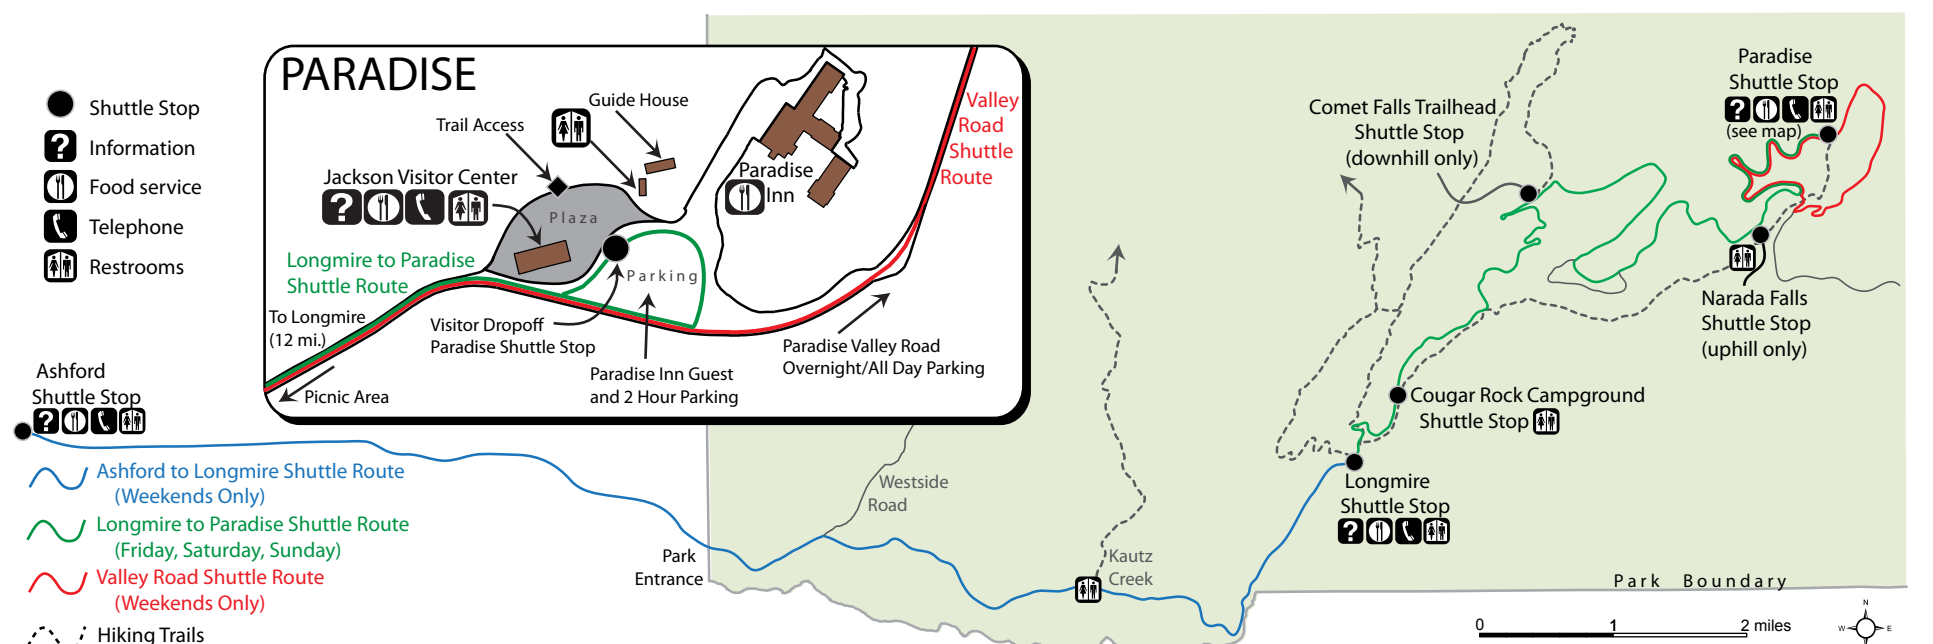 PARADISE
Guide House
Trail Access
Jackson Visitor Center
Plaza
Paradise
Inn
Valley
Road
Shuttle
Route
Longmire to Paradise
Shuttle Route
Parking
To Longmire
(12 mi.)
Visitor Dropoff
Paradise Shuttle Stop
Paradise Inn Guest
and 2 Hour Parking
Paradise Valley Road
Overnight/All Day Parking
Picnic Area
Shuttle Stop
? Information
Food service
Telephone
Restrooms
Ashford
Shuttle Stop
Ashford to Longmire Shuttle Route
(Weekends Only)
Longmire to Paradise Shuttle Route
(Friday, Saturday, Sunday)
Valley Road Shuttle Route
(Weekends Only)
Hiking Trails
Park
Entrance
Westside
Road
Kautz
Creek
Comet Falls Trailhead
Shuttle Stop
(downhill only)
Paradise
Shuttle Stop
?
(see map)
Narada Falls
Shuttle Stop
(uphill only)
Cougar Rock Campground
Shuttle Stop
Longmire
Shuttle Stop
?
Park Boundary
0 1 2 miles
N
W E